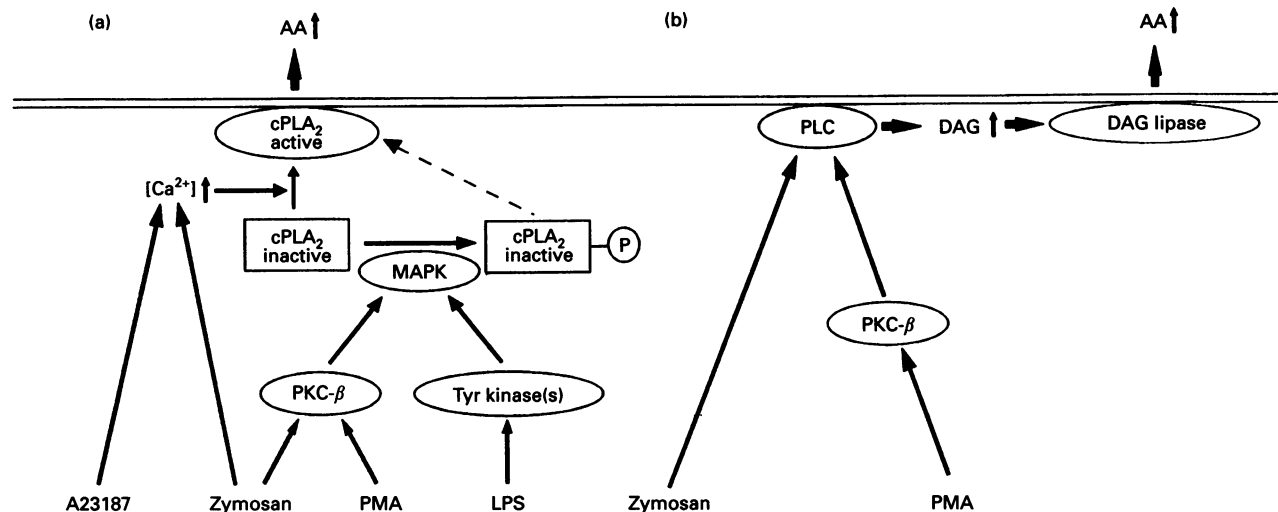 (a)
AA
cPLA₂
active
[Ca²⁺]
cPLA₂
inactive
cPLA₂
inactive
P
MAPK
PKC-β
Tyr kinase(s)
A23187
Zymosan
PMA
LPS
(b)
AA
PLC
DAG
DAG lipase
PKC-β
Zymosan
PMA